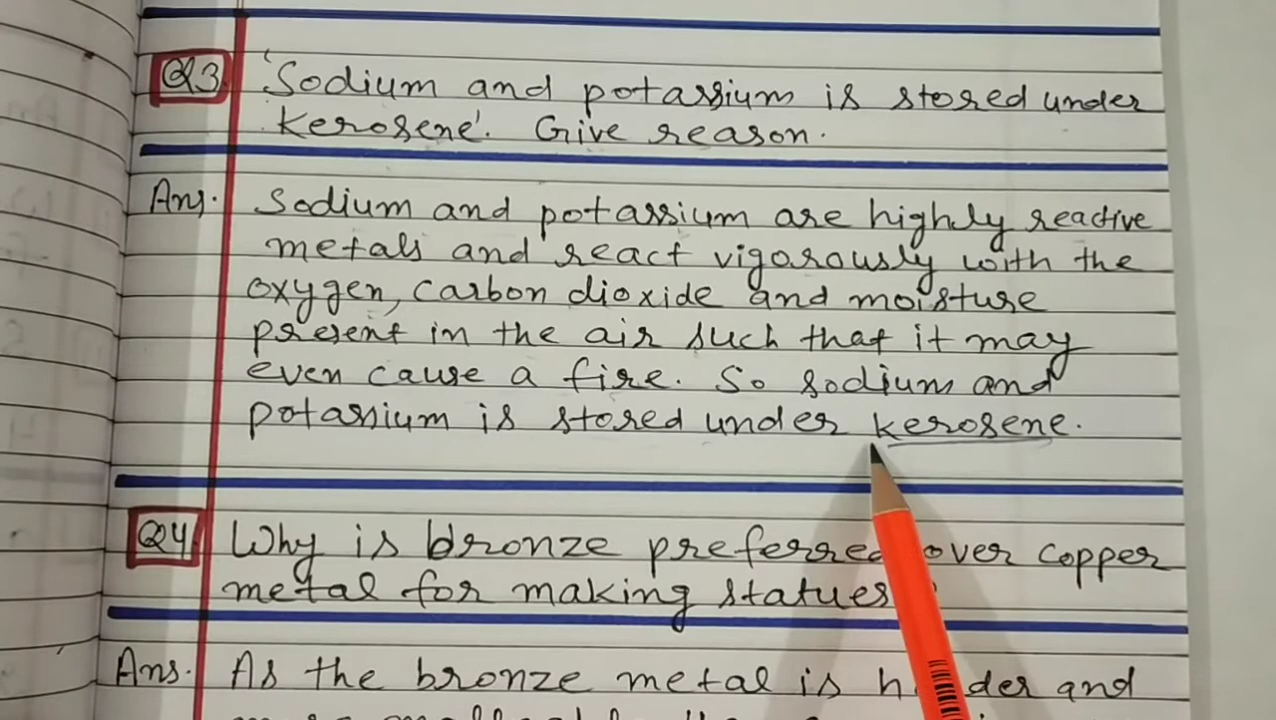 Q3 'Sodium and potassium is stored under
kerosene'. Give reason.
Ans. Sodium and potassium are highly reactive
metals and react vigorously with the
oxygen, carbon dioxide and moisture
present in the air such that it may
even cause a fire. So sodium and
potassium is stored under kerosene.
Q4 Why is bronze preferred over copper
metal for making statues
Ans. As the bronze metal is and